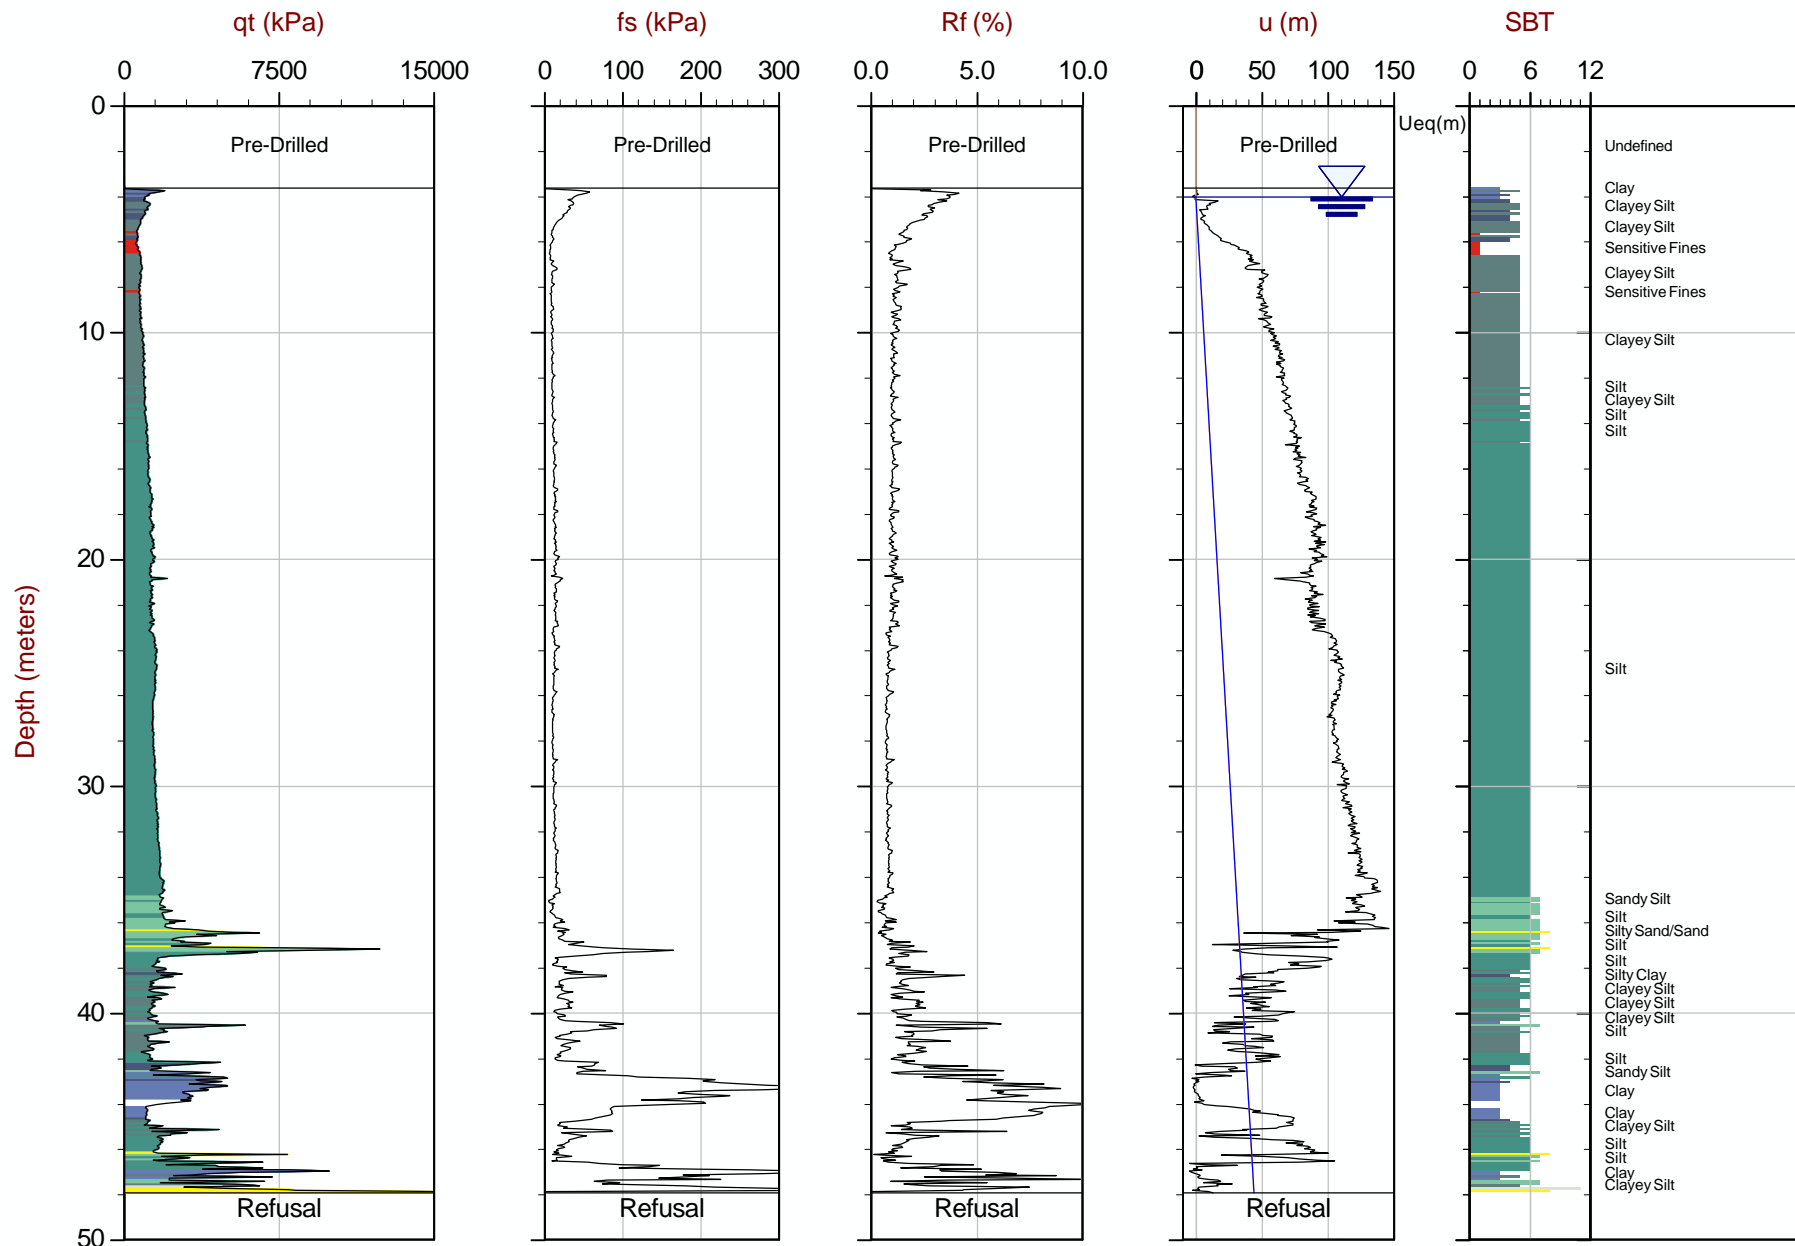 qt (kPa) fs (kPa) Rf (%) u (m) SBT
0 7500 15000 0 100 200 300 0.0 5.0 10.0 0 50 100 150 0 6 12
0
Ueq(m)
Pre-Drilled Pre-Drilled Pre-Drilled Pre-Drilled Undefined
Clay
Clayey Silt
Clayey Silt
Sensitive Fines
Clayey Silt
Sensitive Fines
10
Clayey Silt
Silt
Clayey Silt
Silt
Silt
20
Depth (meters)
Silt
30
Sandy Silt
Silt
Silty Sand/Sand
Silt
Silt
Silty Clay
Clayey Silt
Clayey Silt
40
Clayey Silt
Silt
Silt
Sandy Silt
Clay
Clay
Clayey Silt
Silt
Silt
Clay
Clayey Silt
Refusal Refusal Refusal Refusal
50